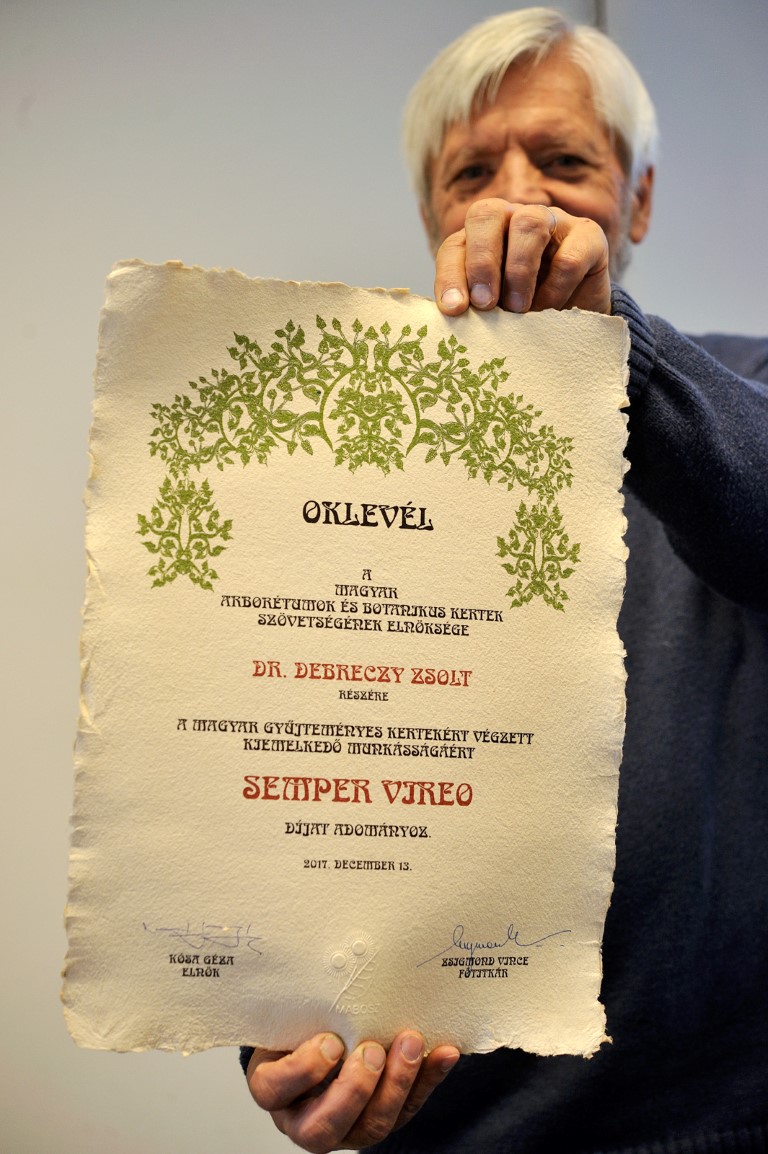 OKLEVÉL
A
MAGYAR
ARBORÉTUMOK ÉS BOTANIKUS KERTEK
SZÖVETSÉGÉNEK ELNÖKSÉGE
DR. DEBRECZY ZSOLT
RÉSZÉRE
A MAGYAR GYŰJTEMÉNYES KERTEKÉRT VÉGZETT
KIEMELKEDŐ MUNKÁSSÁGÁÉRT
SEMPER VIREO
DÍJAT ADOMÁNYOZ.
2017. DECEMBER 13.
KÓSA GÉZA
ELNÖK
ZSIGMOND VINCE
FŐTITKÁR